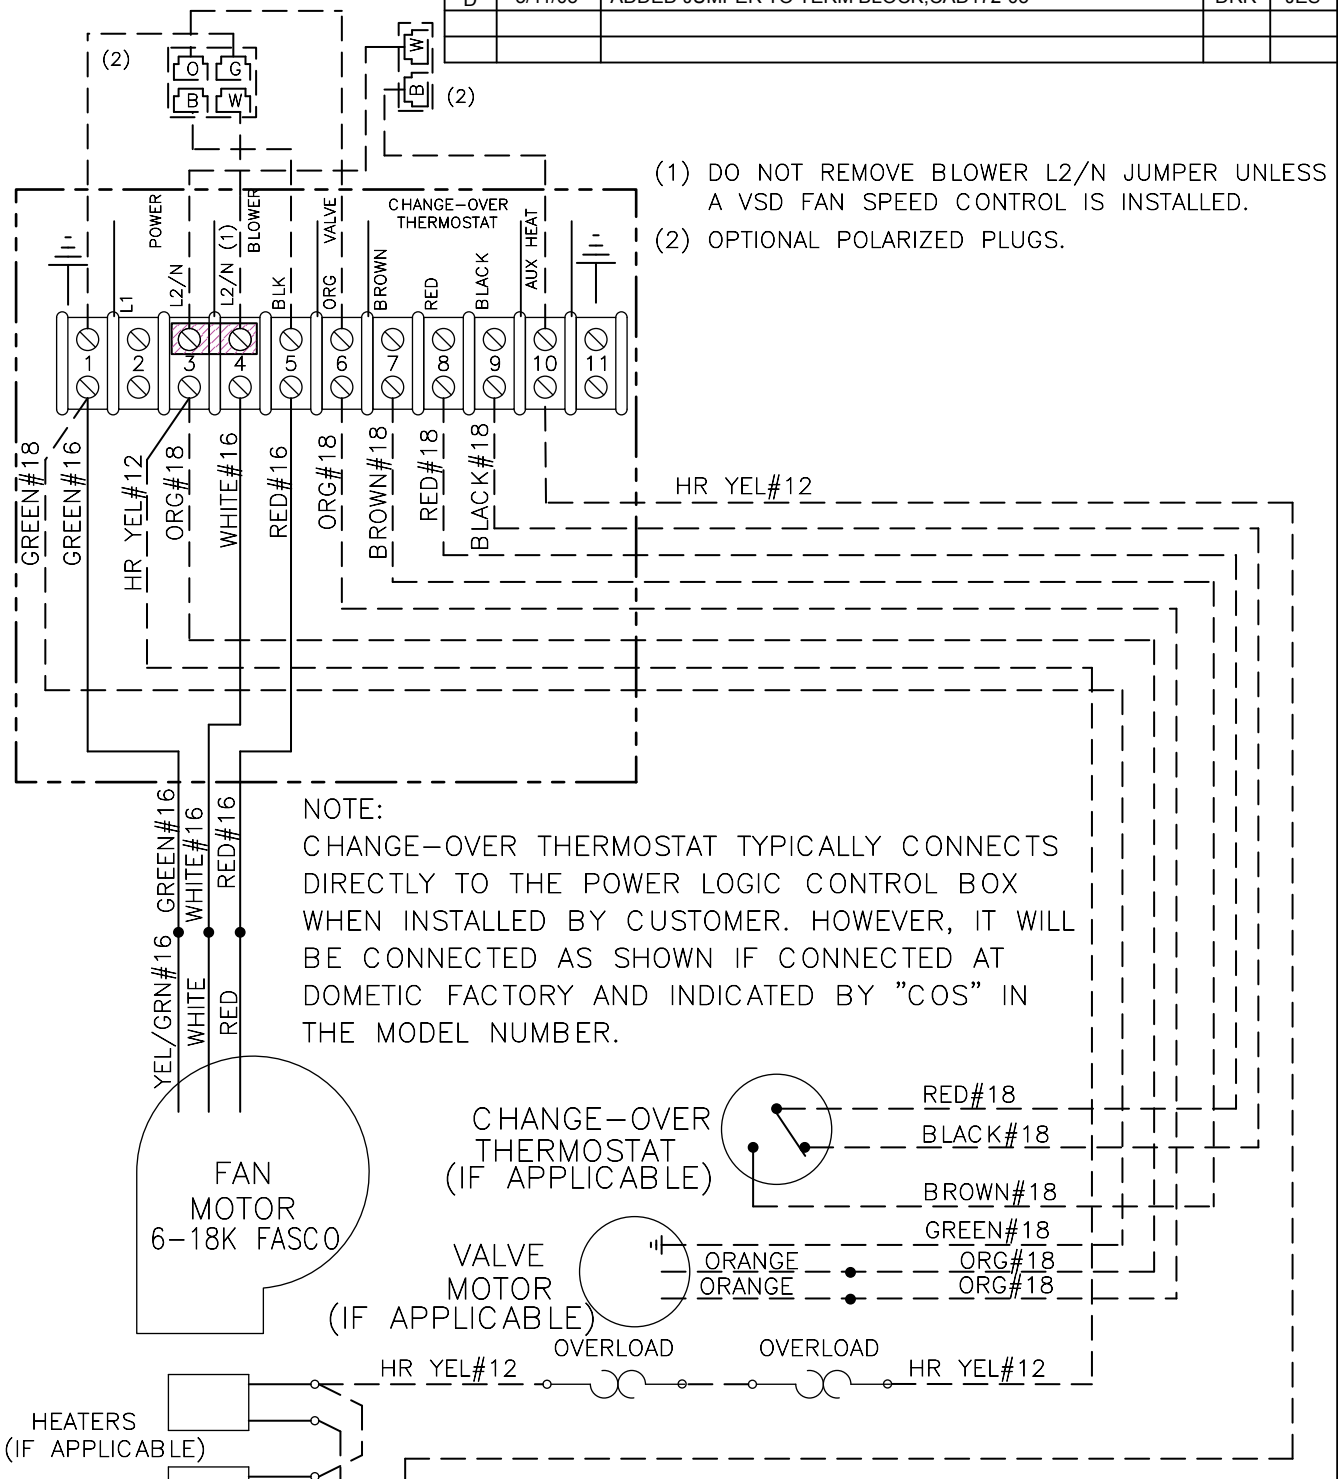 D
ADDED JUMPER TO TERM BLOCK;CAD172-03
(2)
O G
B W
W
B
(2)
(1) DO NOT REMOVE BLOWER L2/N JUMPER UNLESS
A VSD FAN SPEED CONTROL IS INSTALLED.
(2) OPTIONAL POLARIZED PLUGS.
L1
POWER
L2/N
L2/N (1)
BLOWER
BLK
ORG
VALVE
CHANGE-OVER
THERMOSTAT
BROWN
RED
BLACK
AUX HEAT
1 2 3 4 5 6 7 8 9 10 11
GREEN#18
GREEN#16
HR YEL#12
ORG#18
WHITE#16
RED#16
ORG#18
BROWN#18
RED#18
BLACK#18
HR YEL#12
GREEN#16
WHITE#16
RED#16
YEL/GRN#16
WHITE
RED
NOTE:
CHANGE-OVER THERMOSTAT TYPICALLY CONNECTS
DIRECTLY TO THE POWER LOGIC CONTROL BOX
WHEN INSTALLED BY CUSTOMER. HOWEVER, IT WILL
BE CONNECTED AS SHOWN IF CONNECTED AT
DOMETIC FACTORY AND INDICATED BY "COS" IN
THE MODEL NUMBER.
FAN
MOTOR
6-18K FASCO
CHANGE-OVER
THERMOSTAT
(IF APPLICABLE)
RED#18
BLACK#18
BROWN#18
VALVE
MOTOR
(IF APPLICABLE)
GREEN#18
ORANGE ORG#18
ORANGE ORG#18
OVERLOAD OVERLOAD
HR YEL#12 HR YEL#12
HEATERS
(IF APPLICABLE)